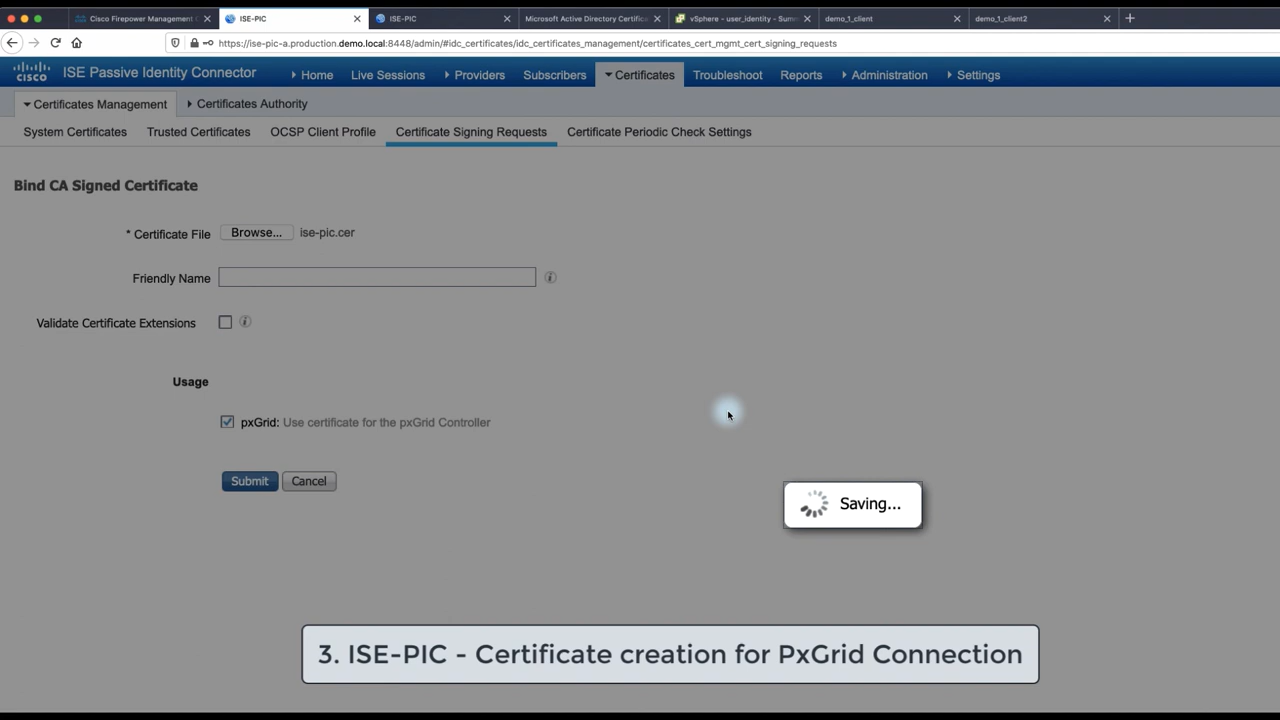 Cisco Firepower Management C
ISE-PIC
ISE-PIC
Microsoft Active Directory Certifica
vSphere - user_identity - Summ
demo_1_client
demo_1_client2
https://ise-pic-a.production.demo.local:8448/admin/#idc_certificates/idc_certificates_management/certificates_cert_mgmt_cert_signing_requests
CISCO ISE Passive Identity Connector
Home Live Sessions Providers Subscribers Certificates Troubleshoot Reports Administration Settings
Certificates Management Certificates Authority
System Certificates Trusted Certificates OCSP Client Profile Certificate Signing Requests Certificate Periodic Check Settings
Bind CA Signed Certificate
* Certificate File Browse... ise-pic.cer
Friendly Name
Validate Certificate Extensions
Usage
pxGrid: Use certificate for the pxGrid Controller
Submit Cancel
Saving...
3. ISE-PIC - Certificate creation for PxGrid Connection